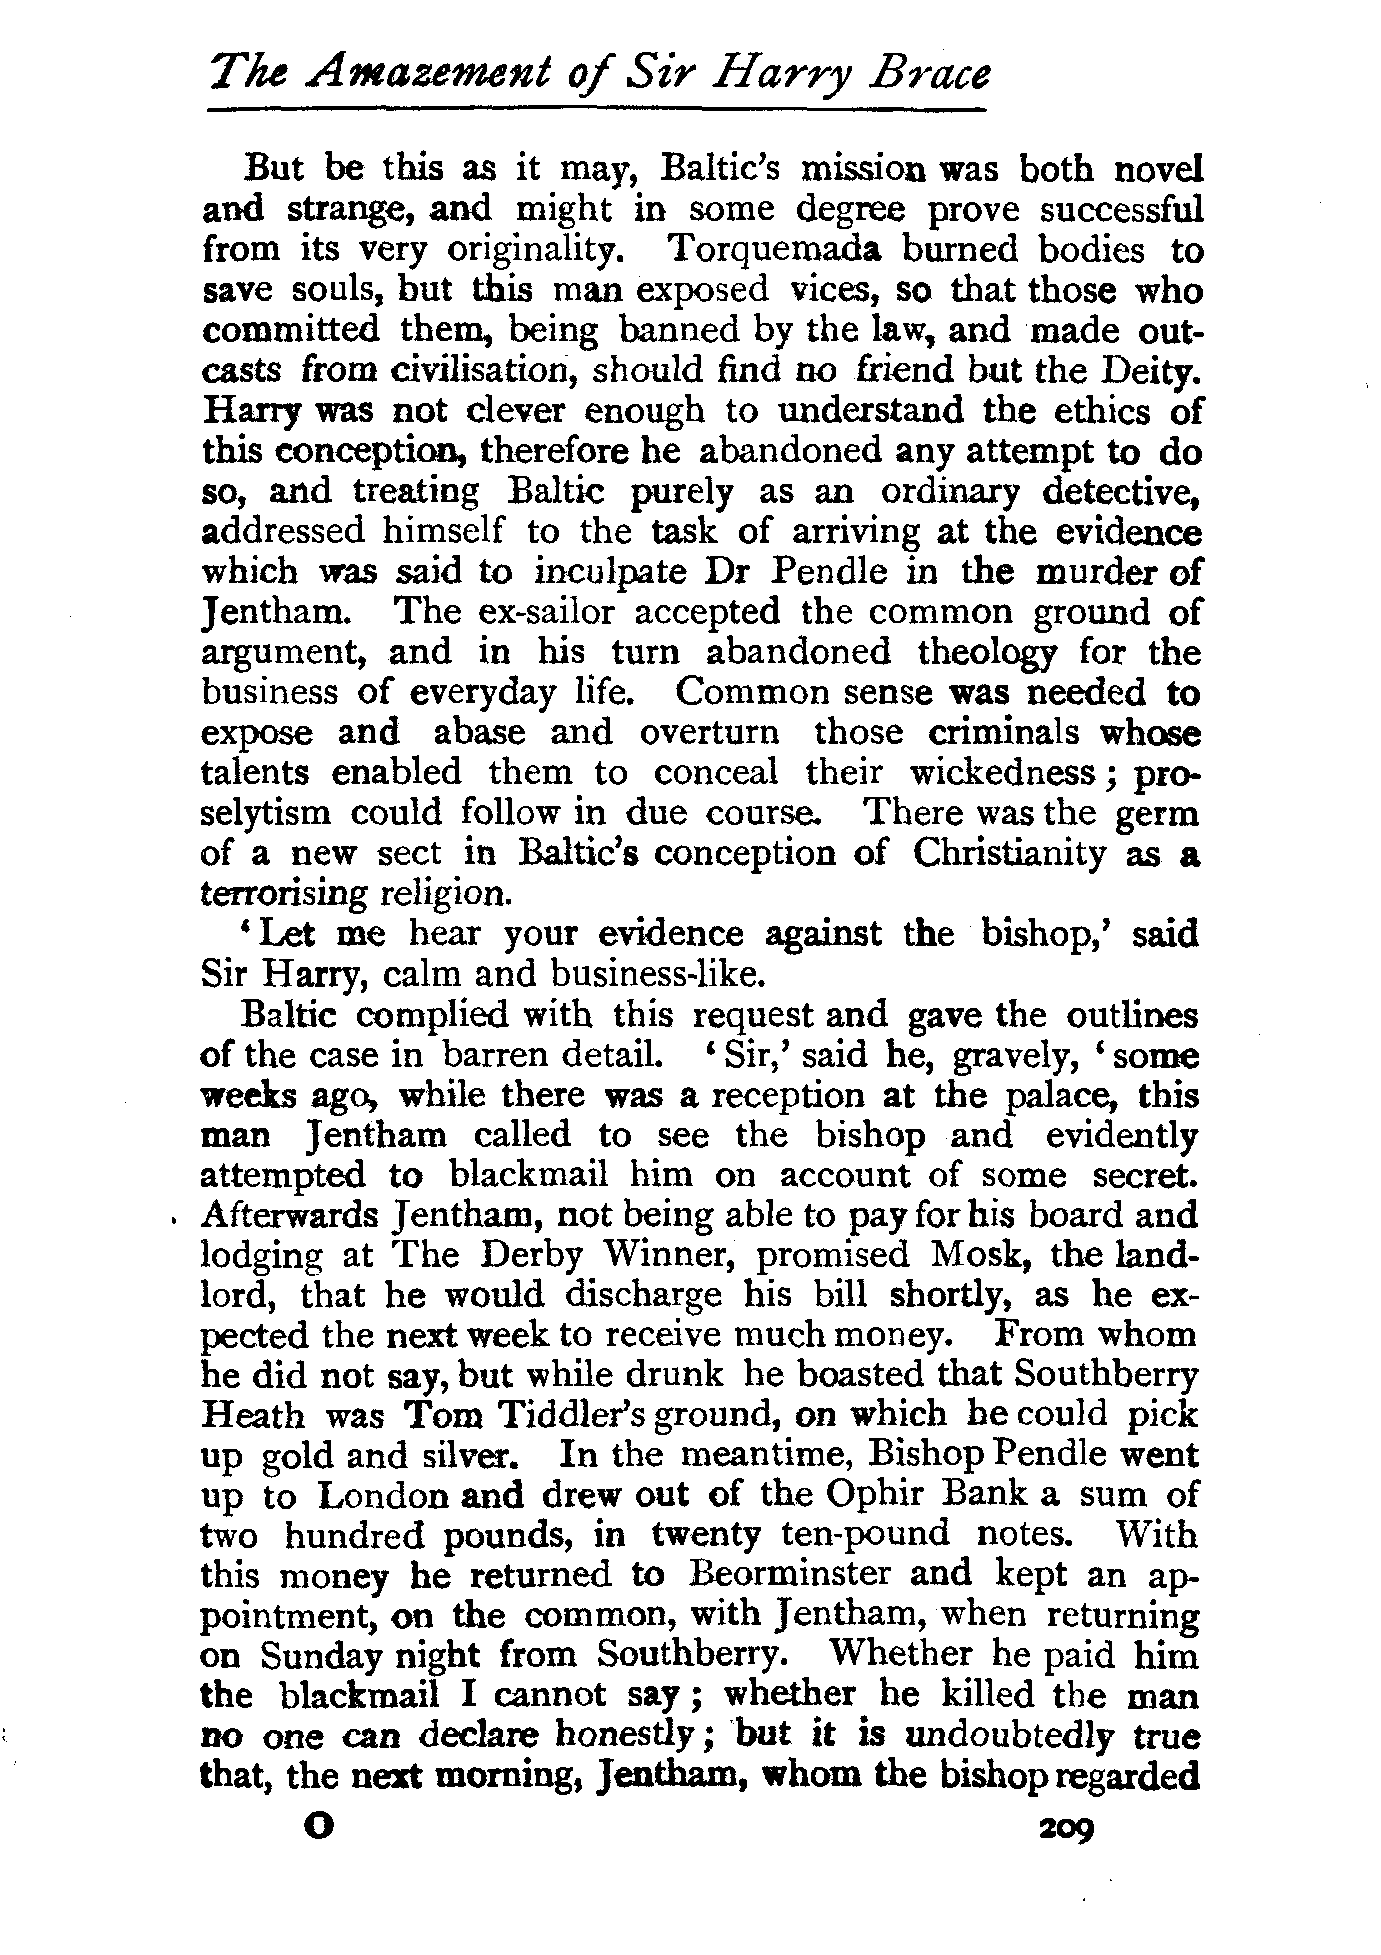 The Amazement of Sir Harry Brace
But be this as it may, Baltic's mission was both novel
and strange, and might in some degree prove successful
from its very originality. Torquemada burned bodies to
save souls, but this man exposed vices, so that those who
committed them, being banned by the law, and made out-
casts from civilisation, should find no friend but the Deity.
Harry was not clever enough to understand the ethics of
this conception, therefore he abandoned any attempt to do
so, and treating Baltic purely as an ordinary detective,
addressed himself to the task of arriving at the evidence
which was said to inculpate Dr Pendle in the murder of
Jentham. The ex-sailor accepted the common ground of
argument, and in his turn abandoned theology for the
business of everyday life. Common sense was needed to
expose and abase and overturn those criminals whose
talents enabled them to conceal their wickedness; pro-
selytism could follow in due course. There was the germ
of a new sect in Baltic's conception of Christianity as a
terrorising religion.
'Let me hear your evidence against the bishop,' said
Sir Harry, calm and business-like.
Baltic complied with this request and gave the outlines
of the case in barren detail. 'Sir,' said he, gravely, 'some
weeks ago, while there was a reception at the palace, this
man Jentham called to see the bishop and evidently
attempted to blackmail him on account of some secret.
Afterwards Jentham, not being able to pay for his board and
lodging at The Derby Winner, promised Mosk, the land-
lord, that he would discharge his bill shortly, as he ex-
pected the next week to receive much money. From whom
he did not say, but while drunk he boasted that Southberry
Heath was Tom Tiddler's ground, on which he could pick
up gold and silver. In the meantime, Bishop Pendle went
up to London and drew out of the Ophir Bank a sum of
two hundred pounds, in twenty ten-pound notes. With
this money he returned to Beorminster and kept an ap-
pointment, on the common, with Jentham, when returning
on Sunday night from Southberry. Whether he paid him
the blackmail I cannot say; whether he killed the man
no one can declare honestly; but it is undoubtedly true
that, the next morning, Jentham, whom the bishop regarded
O 209